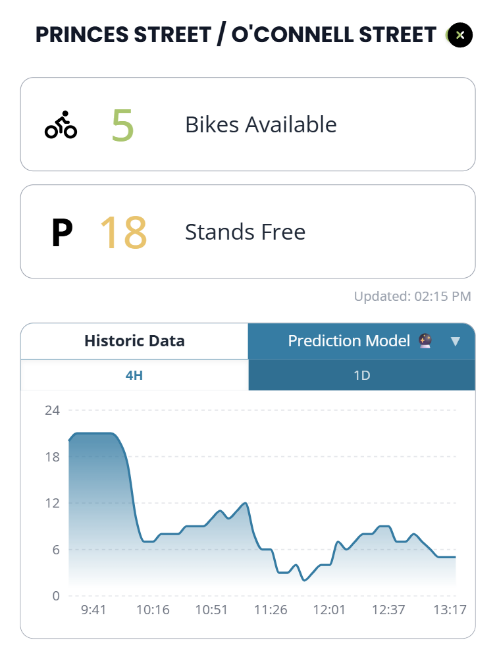 PRINCES STREET / O'CONNELL STREET
5 Bikes Available
P 18 Stands Free
Updated: 02:15 PM
Historic Data Prediction Model
4H 1D
24
18
12
6
0
9:41 10:16 10:51 11:26 12:01 12:37 13:17